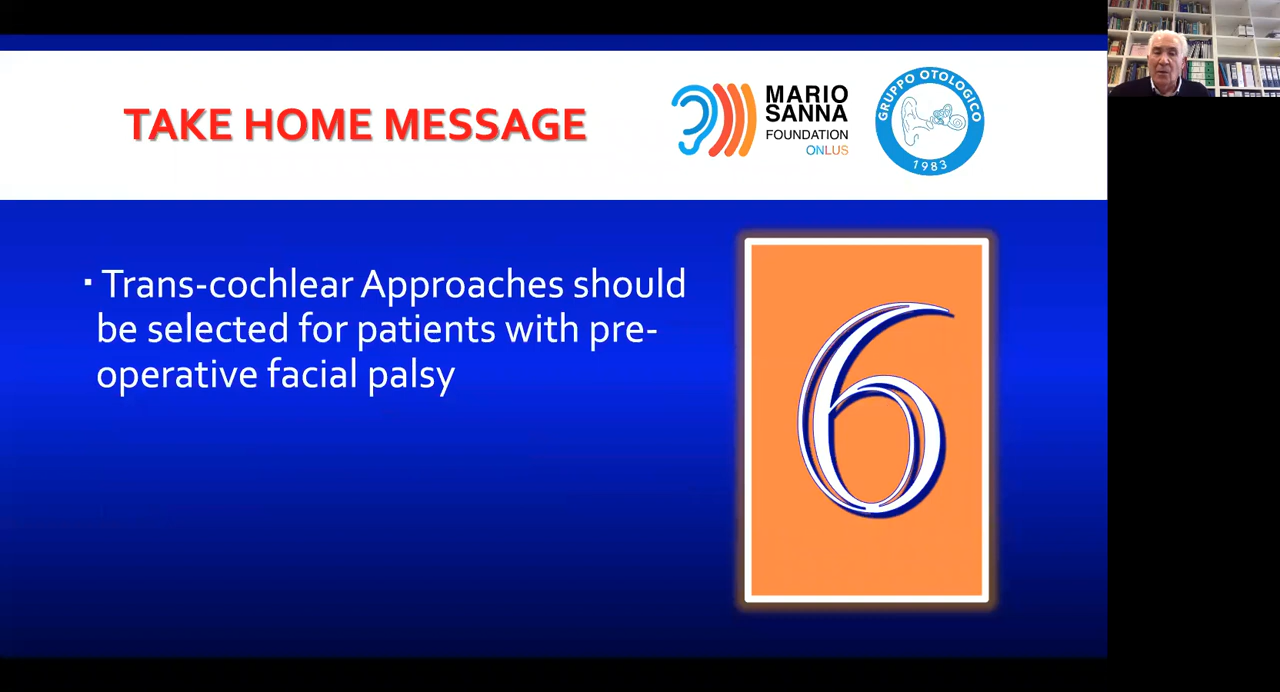 TAKE HOME MESSAGE
MARIO
SANNA
FOUNDATION
ONLUS
GRUPPO OTOLOGICO
1983
▪ Trans-cochlear Approaches should
be selected for patients with pre-
operative facial palsy
6